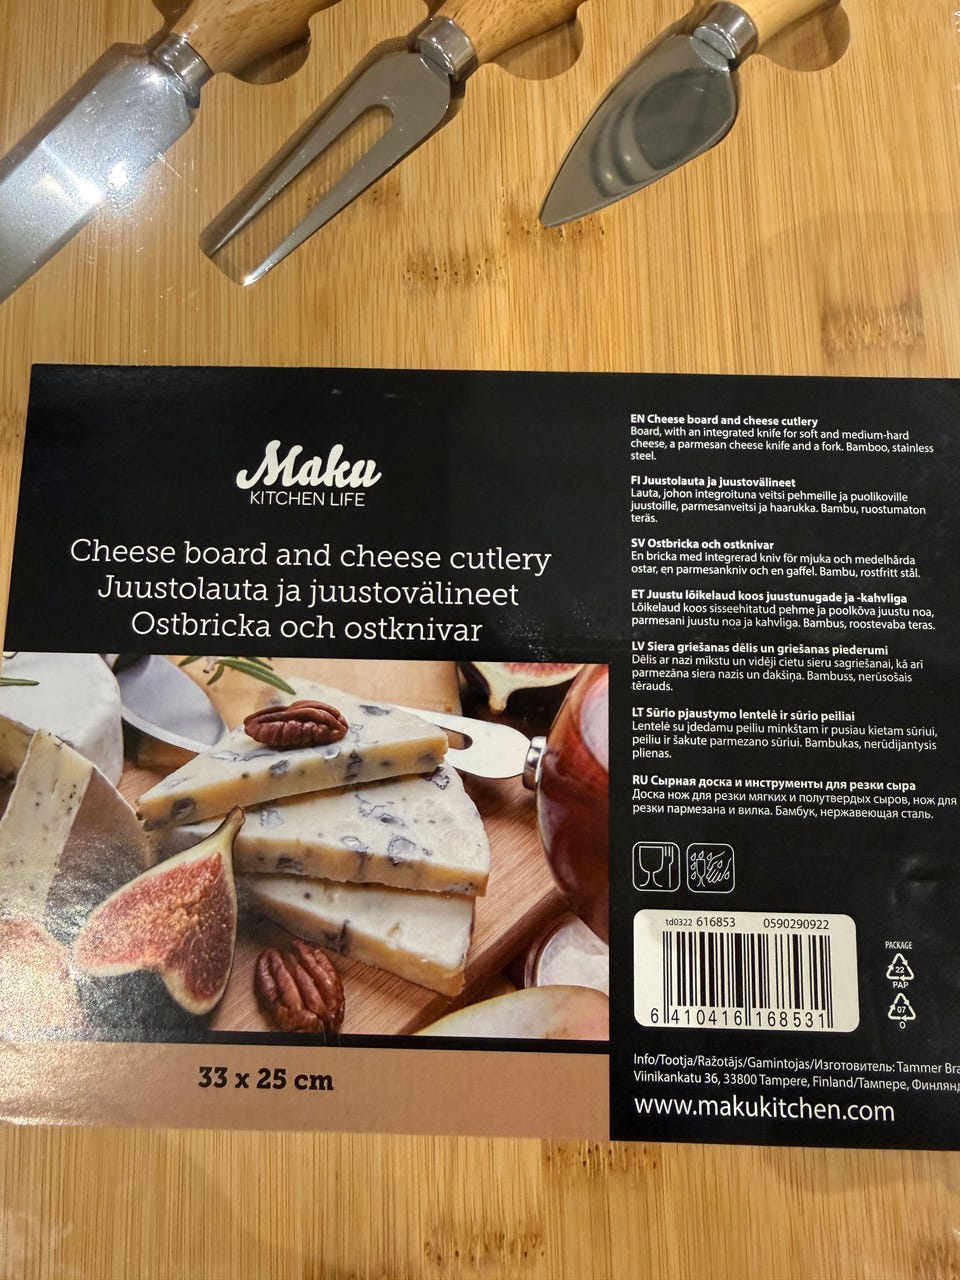 Maku
KITCHEN LIFE
Cheese board and cheese cutlery
Juustolauta ja juustovälineet
Ostbricka och ostknivar
33 x 25 cm
EN Cheese board and cheese cutlery
Board, with an integrated knife for soft and medium-hard
cheese, a parmesan cheese knife and a fork. Bamboo, stainless
steel.
FI Juustolauta ja juustovälineet
Lauta, johon integroituna veitsi pehmeille ja puolikoville
juustoille, parmesanveitsi ja haarukka. Bambu, ruostumaton
teräs.
SV Ostbricka och ostknivar
En bricka med integrerad kniv för mjuka och medelhårda
ostar, en parmesankniv och en gaffel. Bambu, rostfritt stål.
ET Juustu lõikelaud koos juustunugade ja -kahvliga
Lõikelaud koos sisseehitatud pehme ja poolkõva juustu noa,
parmesani juustu noa ja kahvliga. Bambus, roostevaba teras.
LV Siera griešanas dēlis un griešanas piederumi
Dēlis ar nazi mīkstu un vidēji cietu sieru sagriešanai, kā arī
parmezāna siera nazis un dakšiņa. Bambuss, nerūsošais
tērauds.
LT Sūrio pjaustymo lentelė ir sūrio peiliai
Lentelė su įdedamu peiliu minkštam ir pusiau kietam sūriui,
peiliu ir šakute parmezano sūriui. Bambukas, nerūdijantysis
plienas.
RU Сырная доска и инструменты для резки сыра
Доска нож для резки мягких и полутвердых сыров, нож для
резки пармезана и вилка. Бамбук, нержавеющая сталь.
td0322 616853 0590290922
6 410416 168531
PACKAGE
22
PAP
07
O
Info/Tootja/Ražotājs/Gamintojas/Изготовитель: Tammer Bra
Viinikankatu 36, 33800 Tampere, Finland/Тампере, Финлянд
www.makukitchen.com